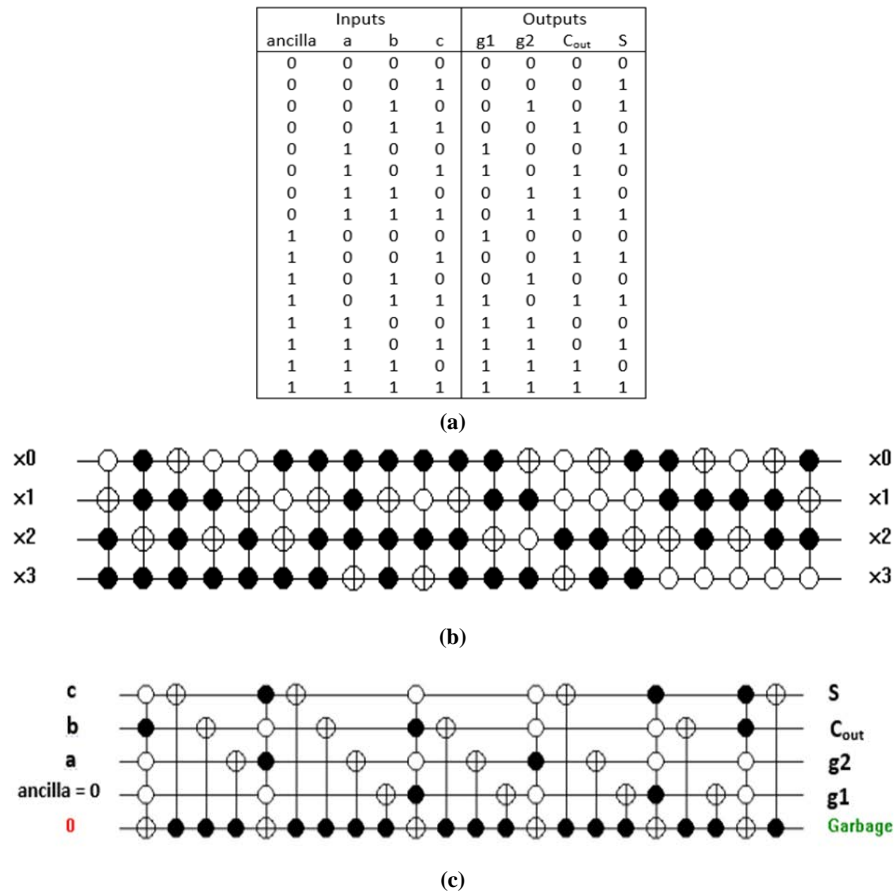 Inputs Outputs
ancilla a b c g1 g2 Cout S
0 0 0 0 0 0 0 0
0 0 0 1 0 0 0 1
0 0 1 0 0 1 0 1
0 0 1 1 0 0 1 0
0 1 0 0 1 0 0 1
0 1 0 1 1 0 1 0
0 1 1 0 0 1 1 0
0 1 1 1 0 1 1 1
1 0 0 0 1 0 0 0
1 0 0 1 0 0 1 1
1 0 1 0 0 1 0 0
1 0 1 1 1 0 1 1
1 1 0 0 1 1 0 0
1 1 0 1 1 1 0 1
1 1 1 0 1 1 1 0
1 1 1 1 1 1 1 1
(a)
x0 x0
x1 x1
x2 x2
x3 x3
(b)
c S
b Cout
a g2
ancilla = 0 g1
0 Garbage
(c)